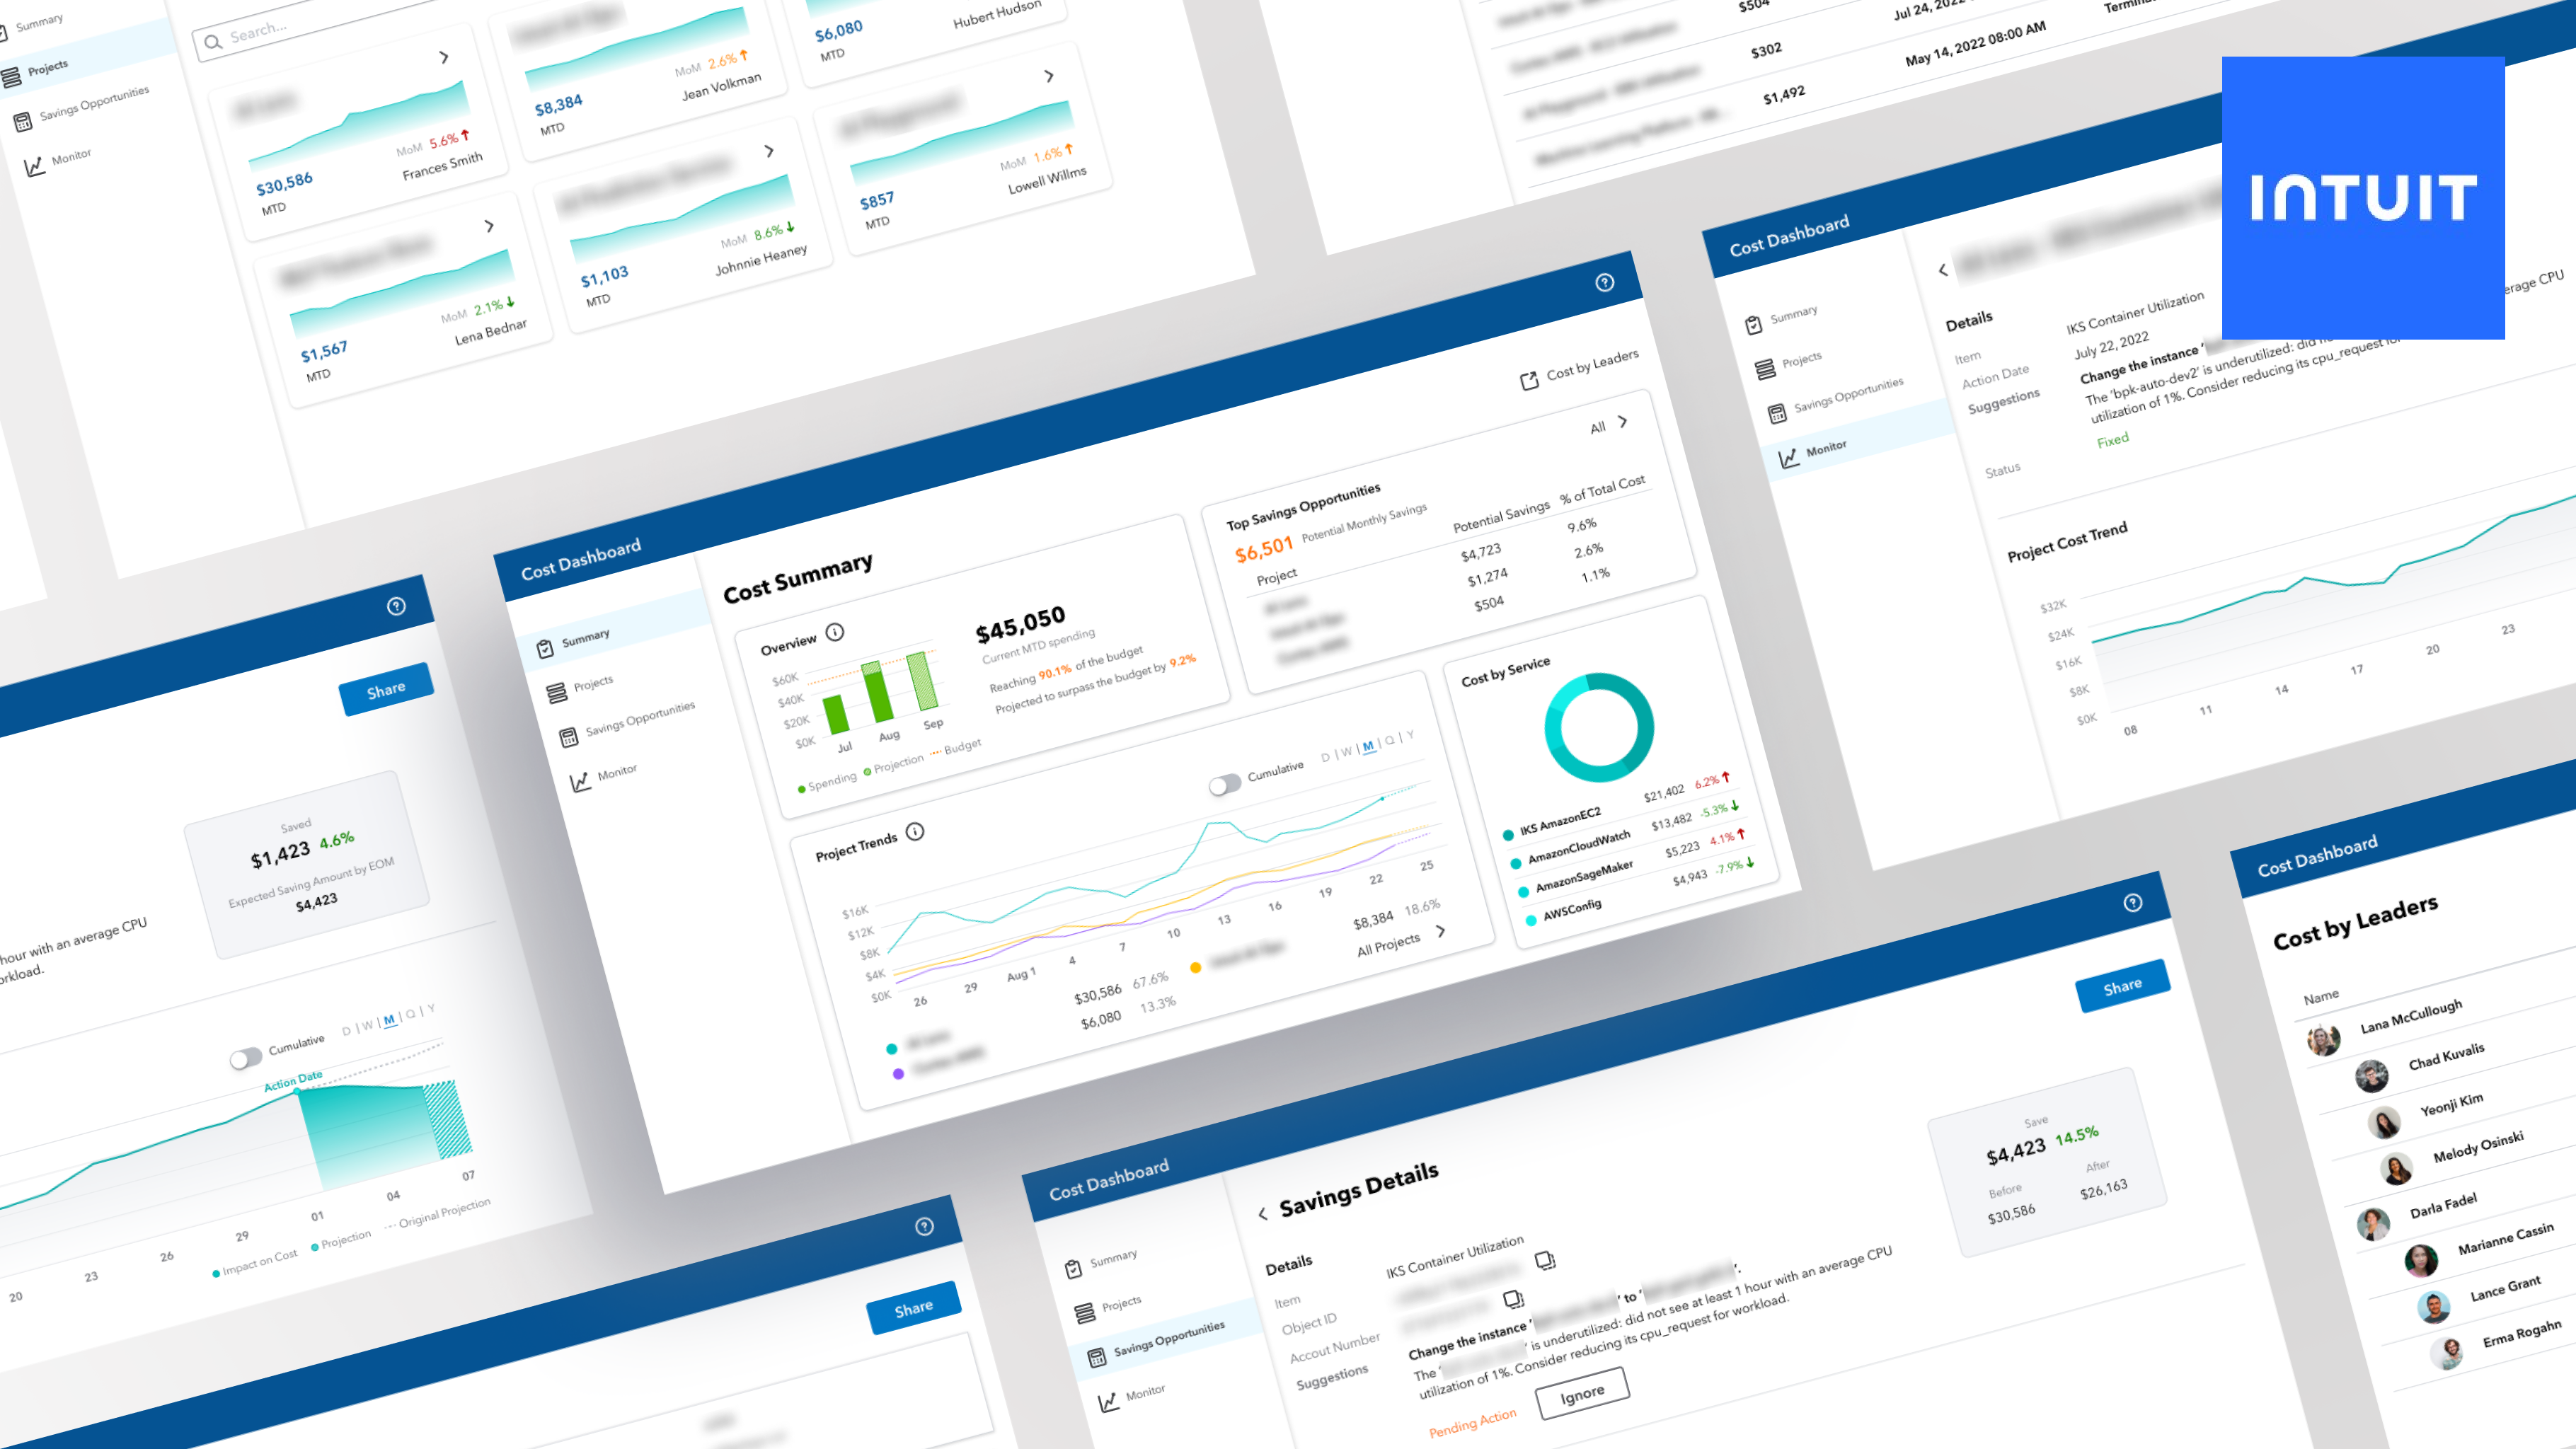 Summary
Projects
Savings Opportunities
Monitor
Search...
$30,586
MTD
MoM 5.6%
Frances Smith
$8,384
MTD
MoM 2.6%
Jean Volkman
$6,080
MTD
Hubert Hudson
$1,567
MTD
MoM 2.1%
Lena Bednar
$1,103
MTD
MoM 8.6%
Johnnie Heaney
$857
MTD
MoM 1.6%
Lowell Willms
$504
Jul 24, 2022
$302
May 14, 2022 08:00 AM
$1,492
INTUIT
Cost Dashboard
Summary
Projects
Savings Opportunities
Monitor
Details
Item
IKS Container Utilization
Action Date
July 22, 2022
Suggestions
Change the instance '
The 'bpk-auto-dev2' is underutilized: did
utilization of 1%. Consider reducing its cpu_request for
Status
Fixed
Project Cost Trend
$32K
$24K
$16K
$8K
$0K
08
11
14
17
20
23
Cost Dashboard
Summary
Projects
Savings Opportunities
Monitor
Cost Summary
Cost by Leaders
Overview
$60K
$40K
$20K
$0K
Jul
Aug
Sep
Spending
Projection
Budget
$45,050
Current MTD spending
Reaching 90.1% of the budget
Projected to surpass the budget by 9.2%
All
Top Savings Opportunities
$6,501 Potential Monthly Savings
Project
Potential Savings
% of Total Cost
$4,723
9.6%
$1,274
2.6%
$504
1.1%
Project Trends
Cumulative
D | W | M | Q | Y
$16K
$12K
$8K
$4K
$0K
26
29
Aug 1
4
7
10
13
16
19
22
25
$30,586 67.6%
$6,080 13.3%
$8,384 18.6%
All Projects
Cost by Service
IKS AmazonEC2
$21,402 6.2%
AmazonCloudWatch
$13,482 -5.3%
AmazonSageMaker
$5,223 4.1%
AWSConfig
$4,943 -7.9%
Share
Saved
$1,423 4.6%
Expected Saving Amount by EOM
$4,423
hour with an average CPU
Cumulative
D | W | M | Q | Y
Action Date
20
23
26
29
01
04
07
Impact on Cost
Projection
Original Projection
Share
Cost Dashboard
Summary
Projects
Savings Opportunities
Monitor
Savings Details
Share
Details
Item
IKS Container Utilization
Object ID
Accout Number
Suggestions
Change the instance ' ' to ' '.
The ' ' is underutilized: did not see at least 1 hour with an average CPU
utilization of 1%. Consider reducing its cpu_request for workload.
Pending Action
Ignore
Save
$4,423 14.5%
Before
After
$30,586
$26,163
Cost Dashboard
Cost by Leaders
Name
Lana McCullough
Chad Kuvalis
Yeonji Kim
Melody Osinski
Darla Fadel
Marianne Cassin
Lance Grant
Erma Rogahn